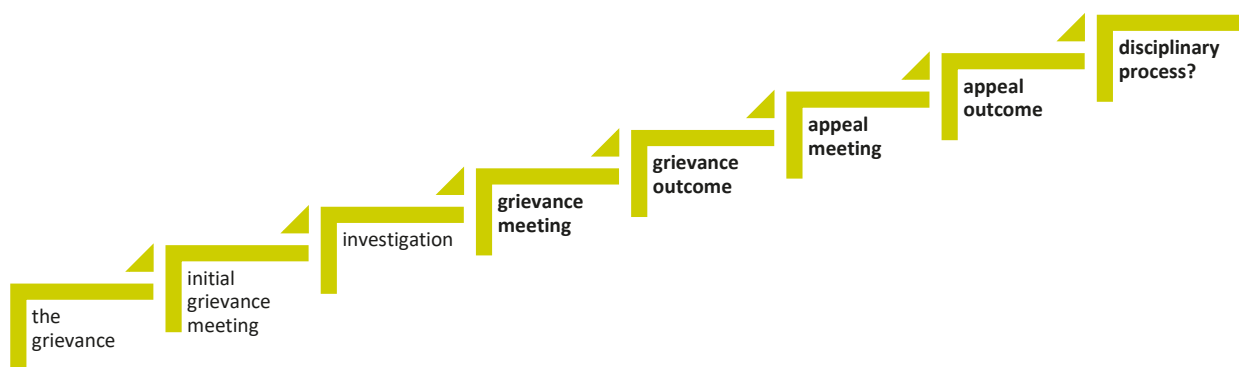 the
grievance
initial
grievance
meeting
investigation
grievance
meeting
grievance
outcome
appeal
meeting
appeal
outcome
disciplinary
process?